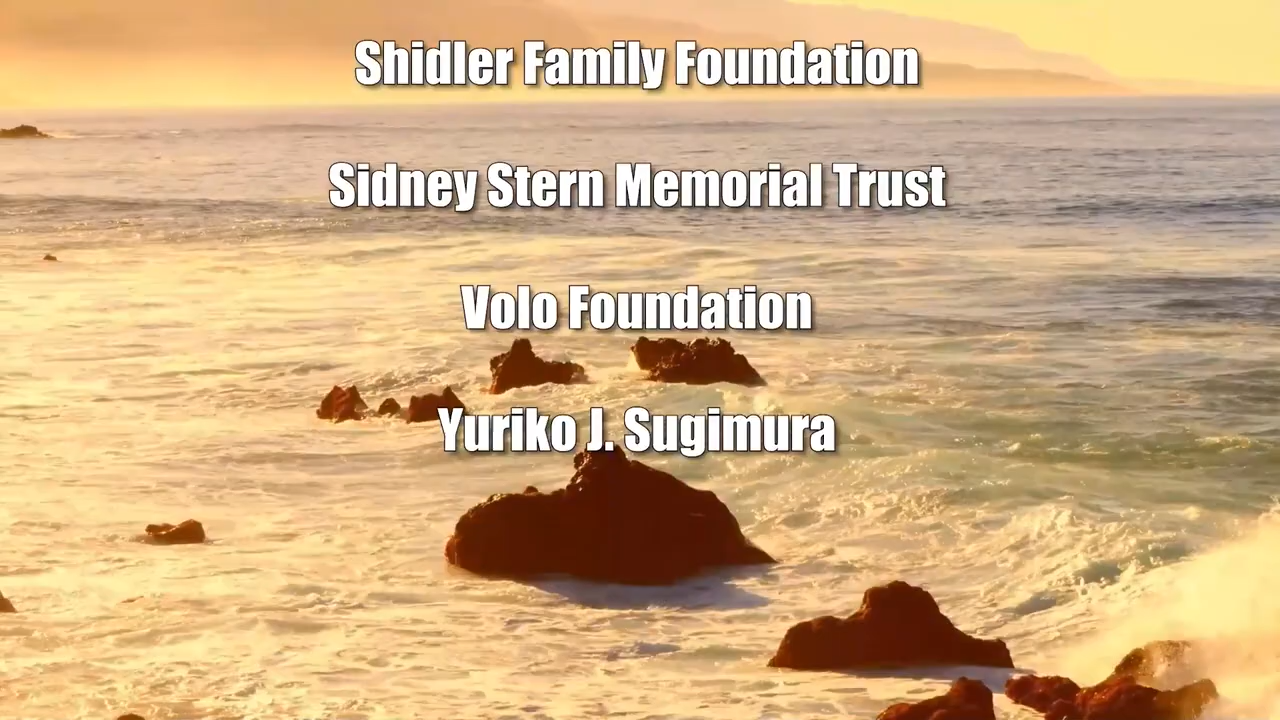 Shidler Family Foundation
Sidney Stern Memorial Trust
Volo Foundation
Yuriko J. Sugimura